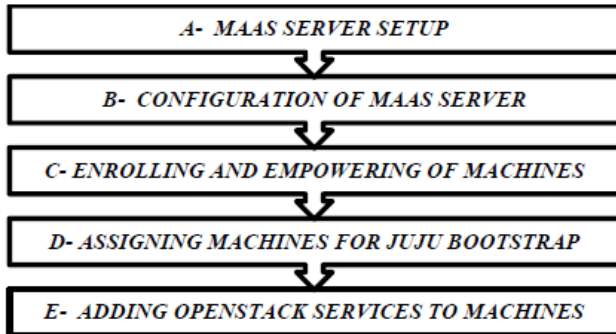 A- MAAS SERVER SETUP
B- CONFIGURATION OF MAAS SERVER
C- ENROLLING AND EMPOWERING OF MACHINES
D- ASSIGNING MACHINES FOR JUJU BOOTSTRAP
E- ADDING OPENSTACK SERVICES TO MACHINES